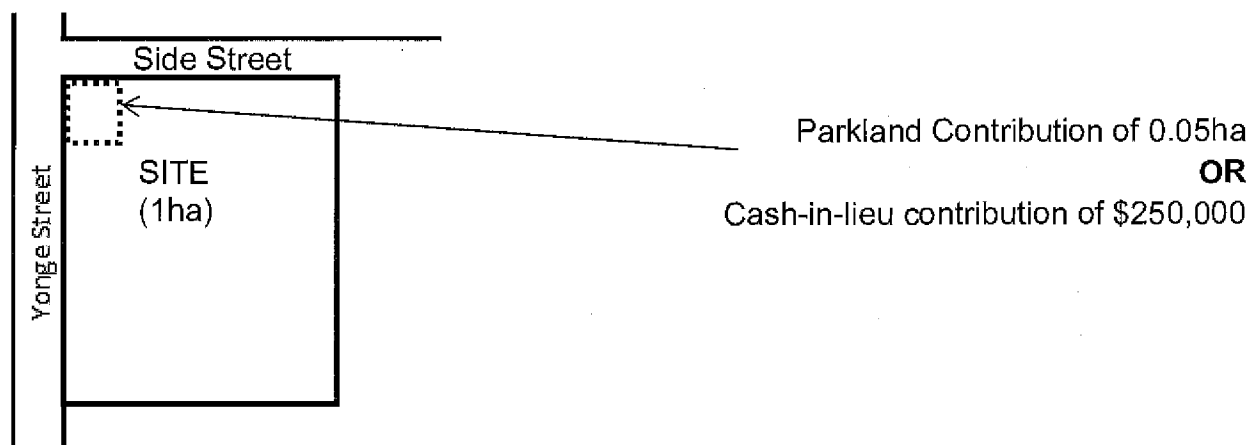 Side Street
Yonge Street
SITE
(1ha)
Parkland Contribution of 0.05ha
OR
Cash-in-lieu contribution of $250,000